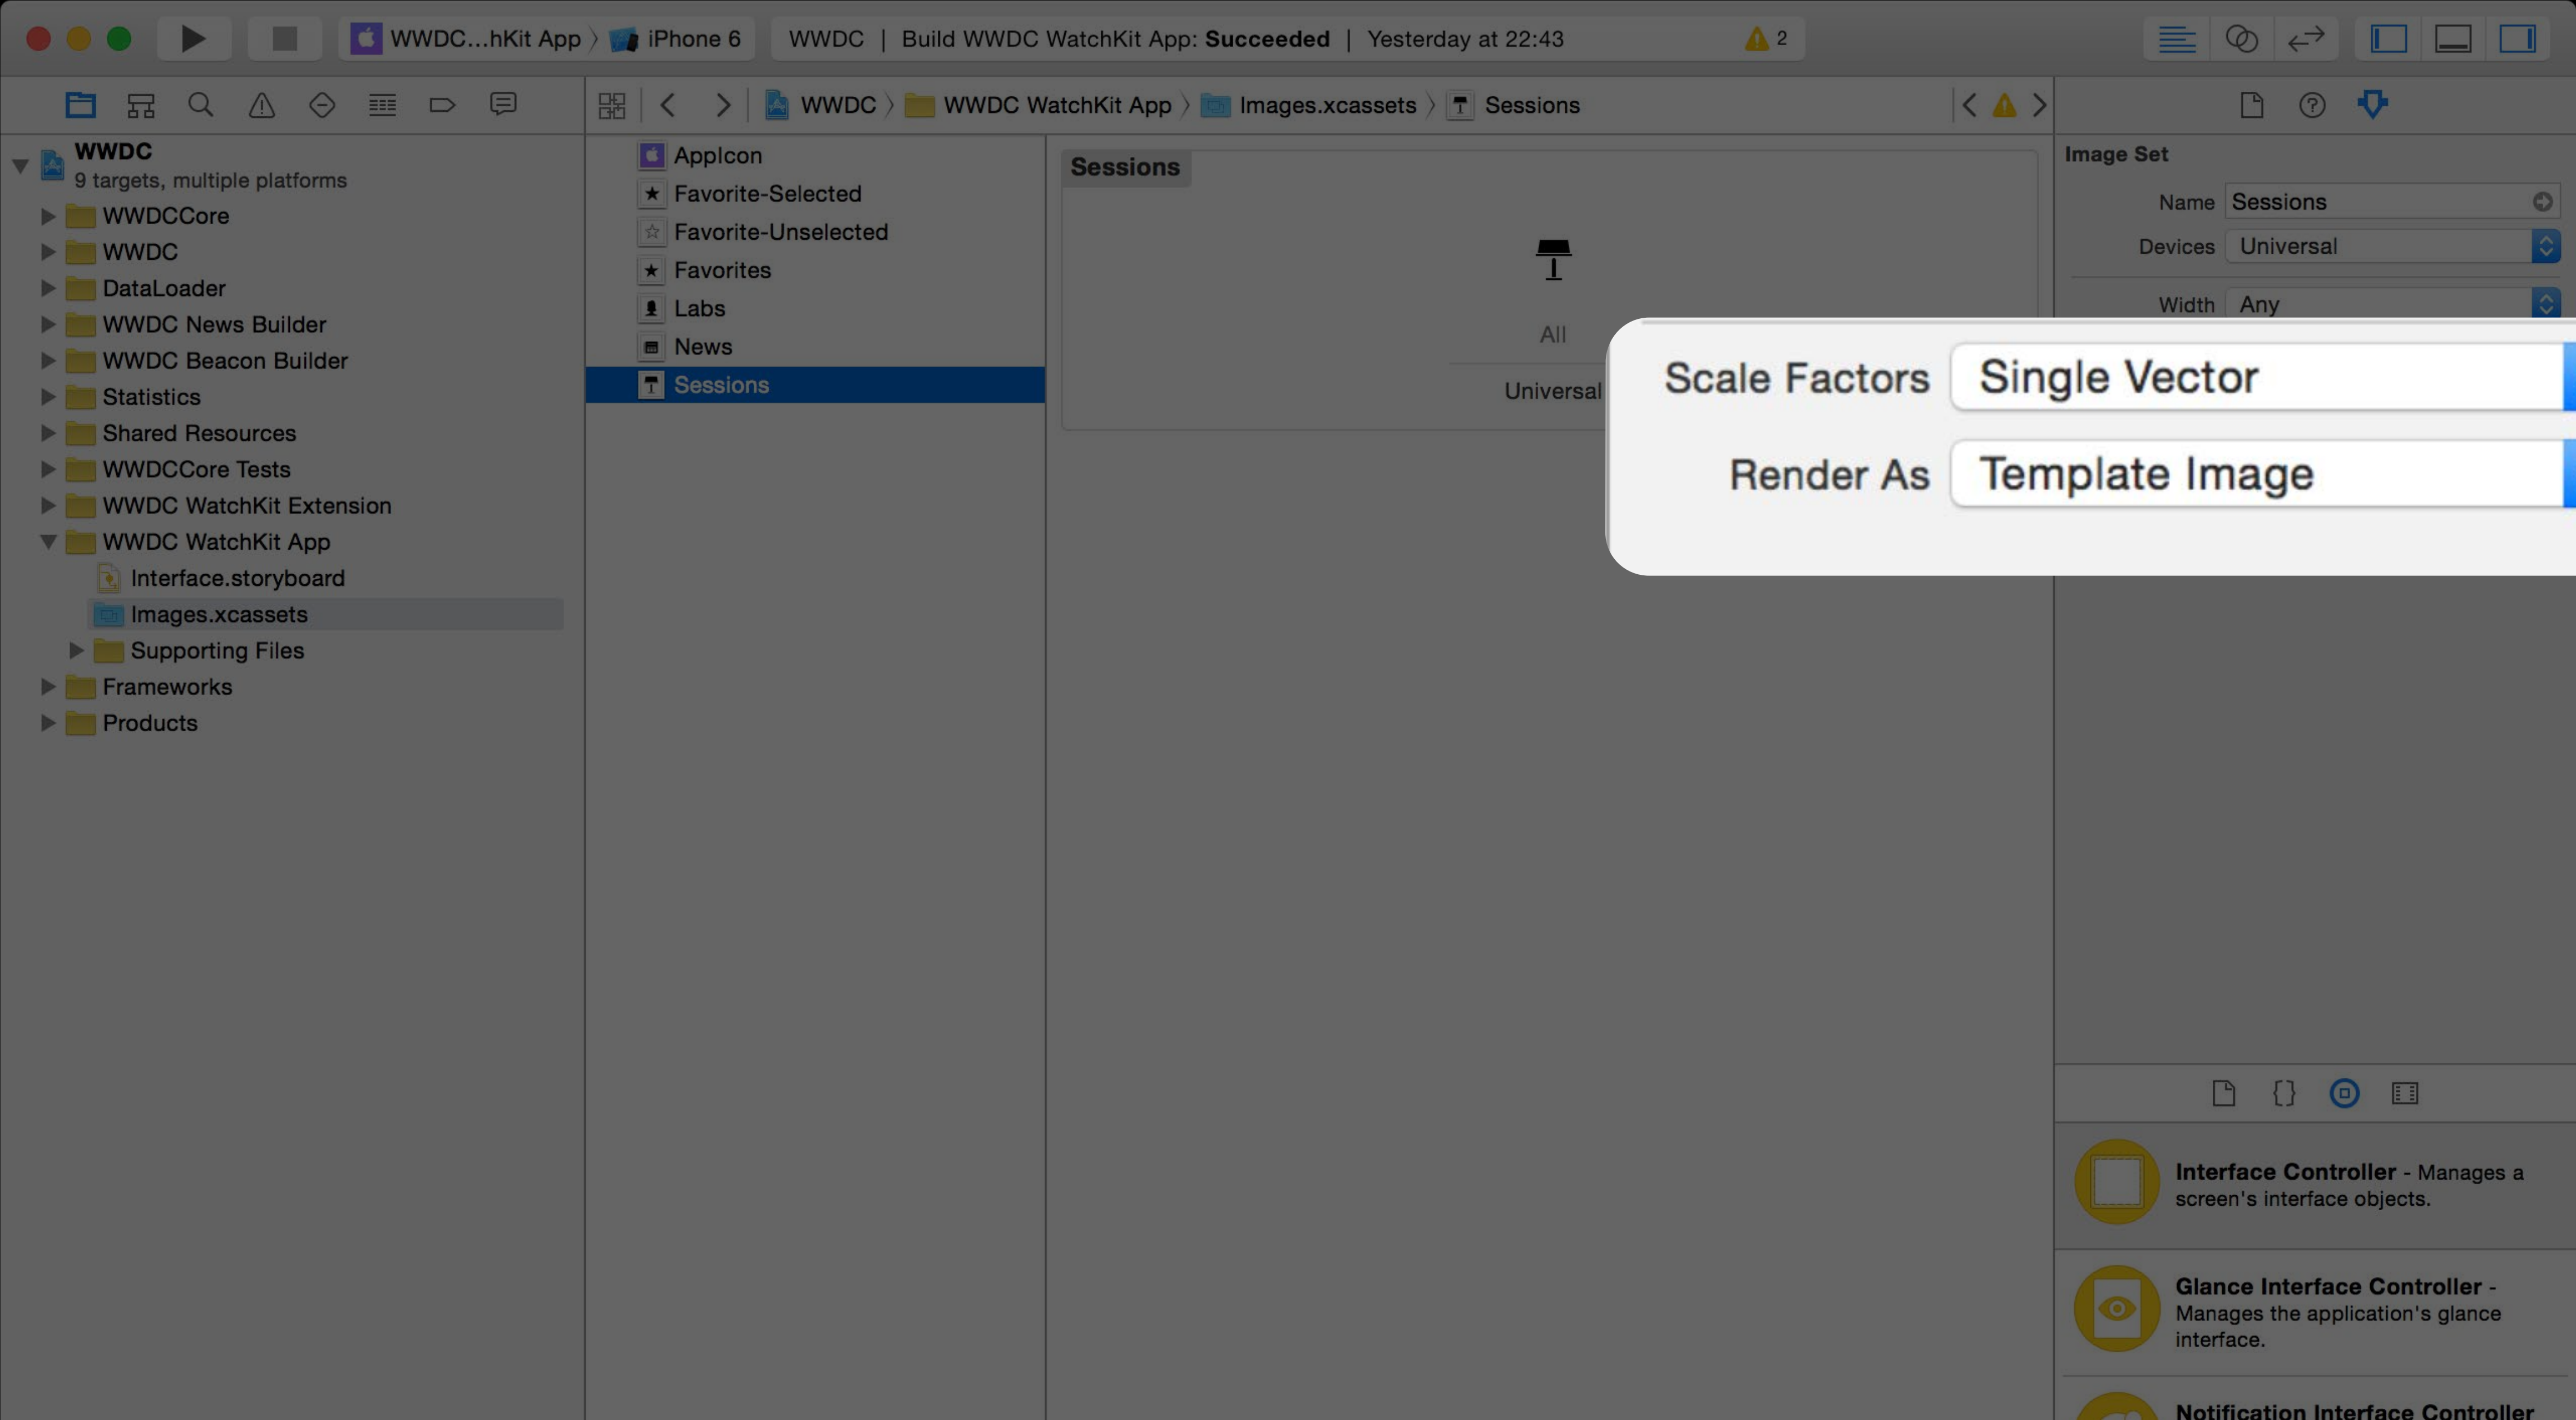 WWDC...hKit App
iPhone 6
WWDC | Build WWDC WatchKit App: Succeeded | Yesterday at 22:43
2
WWDC
WWDC WatchKit App
Images.xcassets
Sessions
WWDC
9 targets, multiple platforms
WWDCCore
WWDC
DataLoader
WWDC News Builder
WWDC Beacon Builder
Statistics
Shared Resources
WWDCCore Tests
WWDC WatchKit Extension
WWDC WatchKit App
Interface.storyboard
Images.xcassets
Supporting Files
Frameworks
Products
AppIcon
Favorite-Selected
Favorite-Unselected
Favorites
Labs
News
Sessions
Sessions
All
Universal
Image Set
Name Sessions
Devices Universal
Width Any
Scale Factors Single Vector
Render As Template Image
Interface Controller - Manages a
screen's interface objects.
Glance Interface Controller -
Manages the application's glance
interface.
Notification Interface Controller